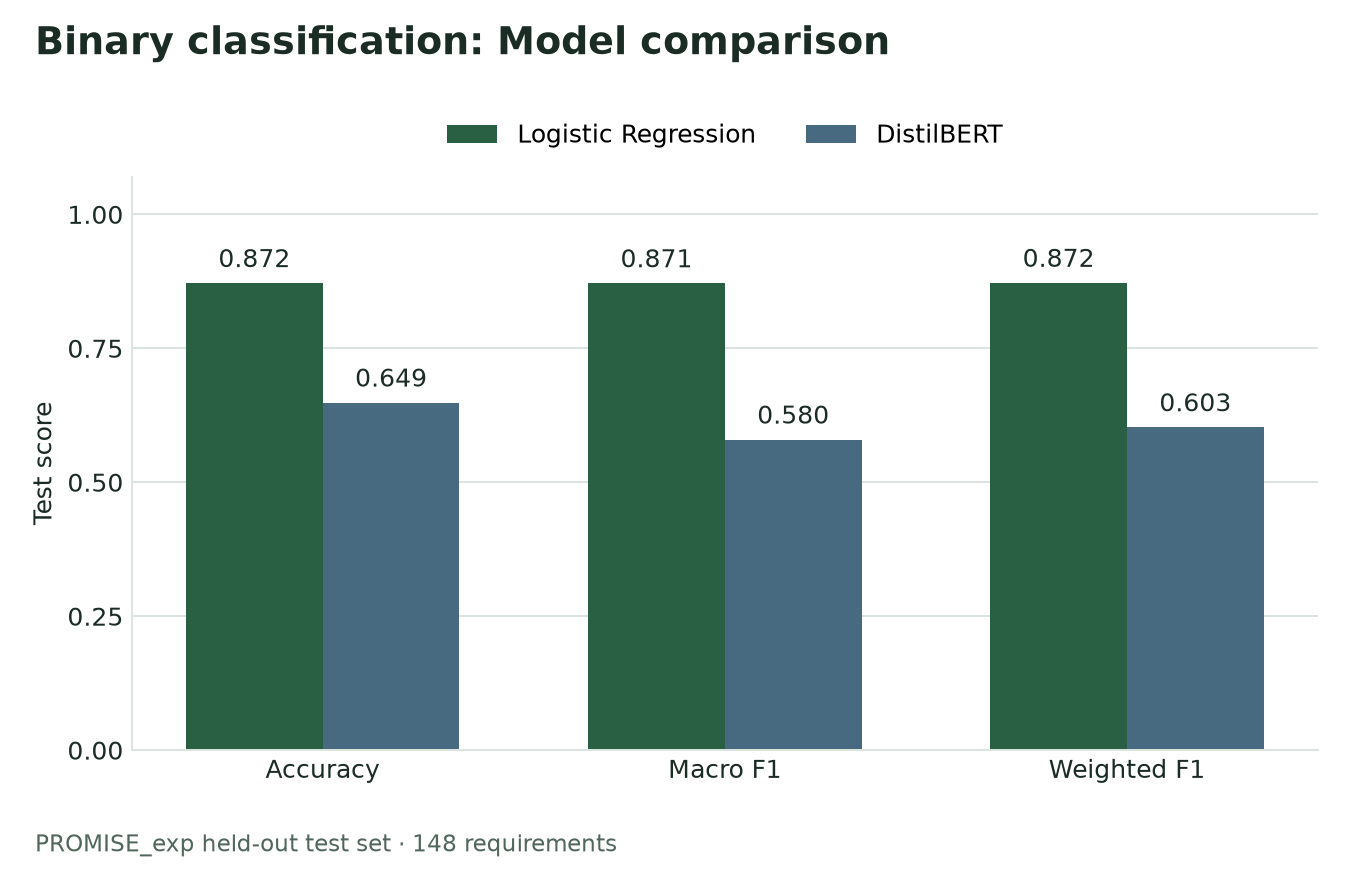 Binary classification: Model comparison
Logistic Regression DistilBERT
1.00
0.872 0.871 0.872
0.75
0.649 0.580 0.603
Test score
0.50
0.25
0.00
Accuracy Macro F1 Weighted F1
PROMISE_exp held-out test set · 148 requirements